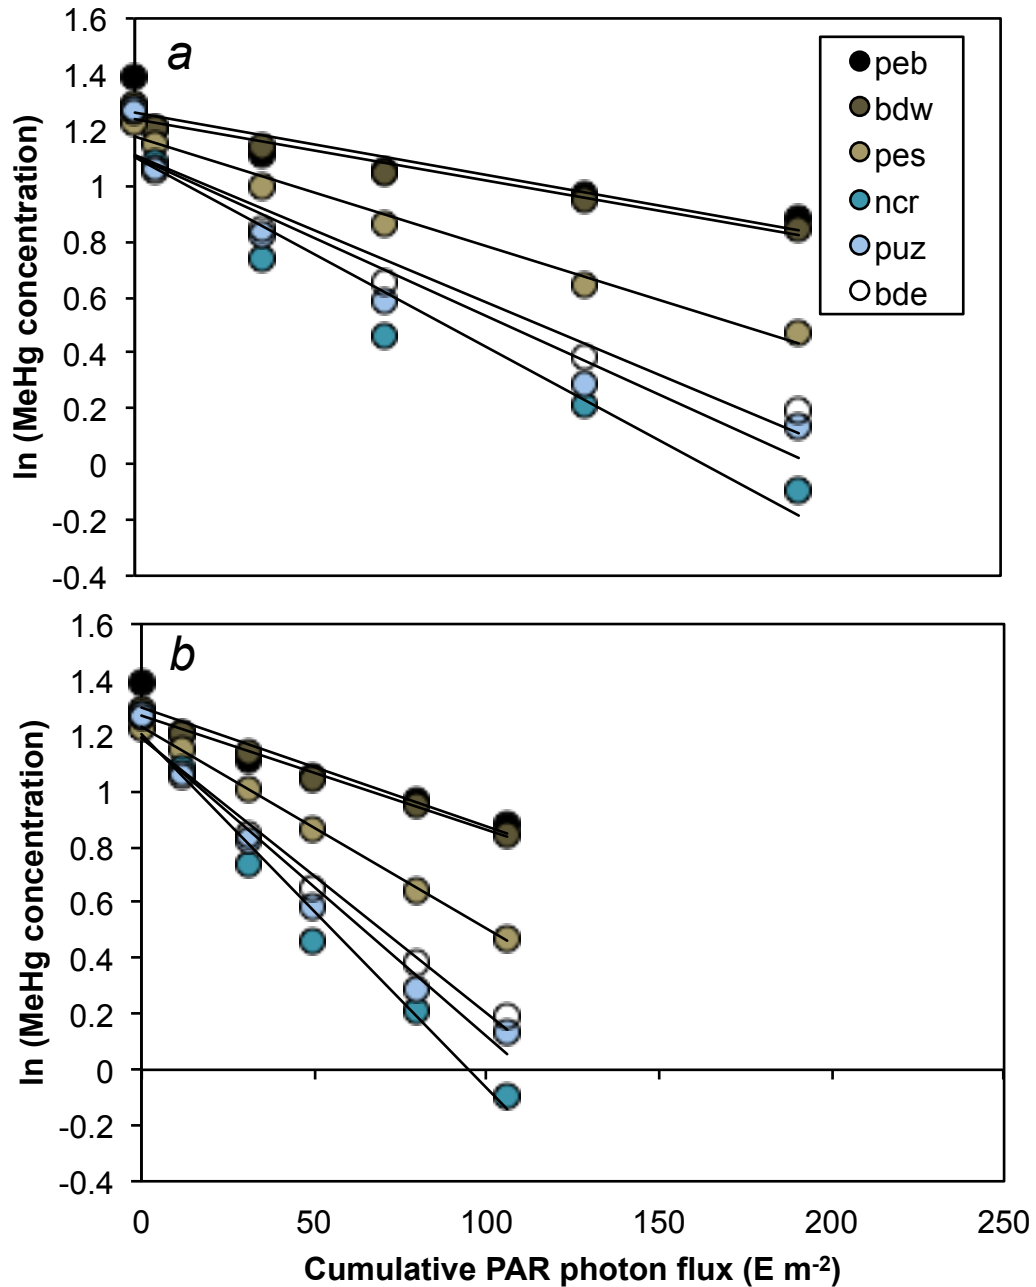 a
1.6
1.4
1.2
1
0.8
0.6
0.4
0.2
0
-0.2
-0.4
ln (MeHg concentration)
peb
bdw
pes
ncr
puz
bde
b
1.6
1.4
1.2
1
0.8
0.6
0.4
0.2
0
-0.2
-0.4
ln (MeHg concentration)
0 50 100 150 200 250
Cumulative PAR photon flux (E m⁻²)